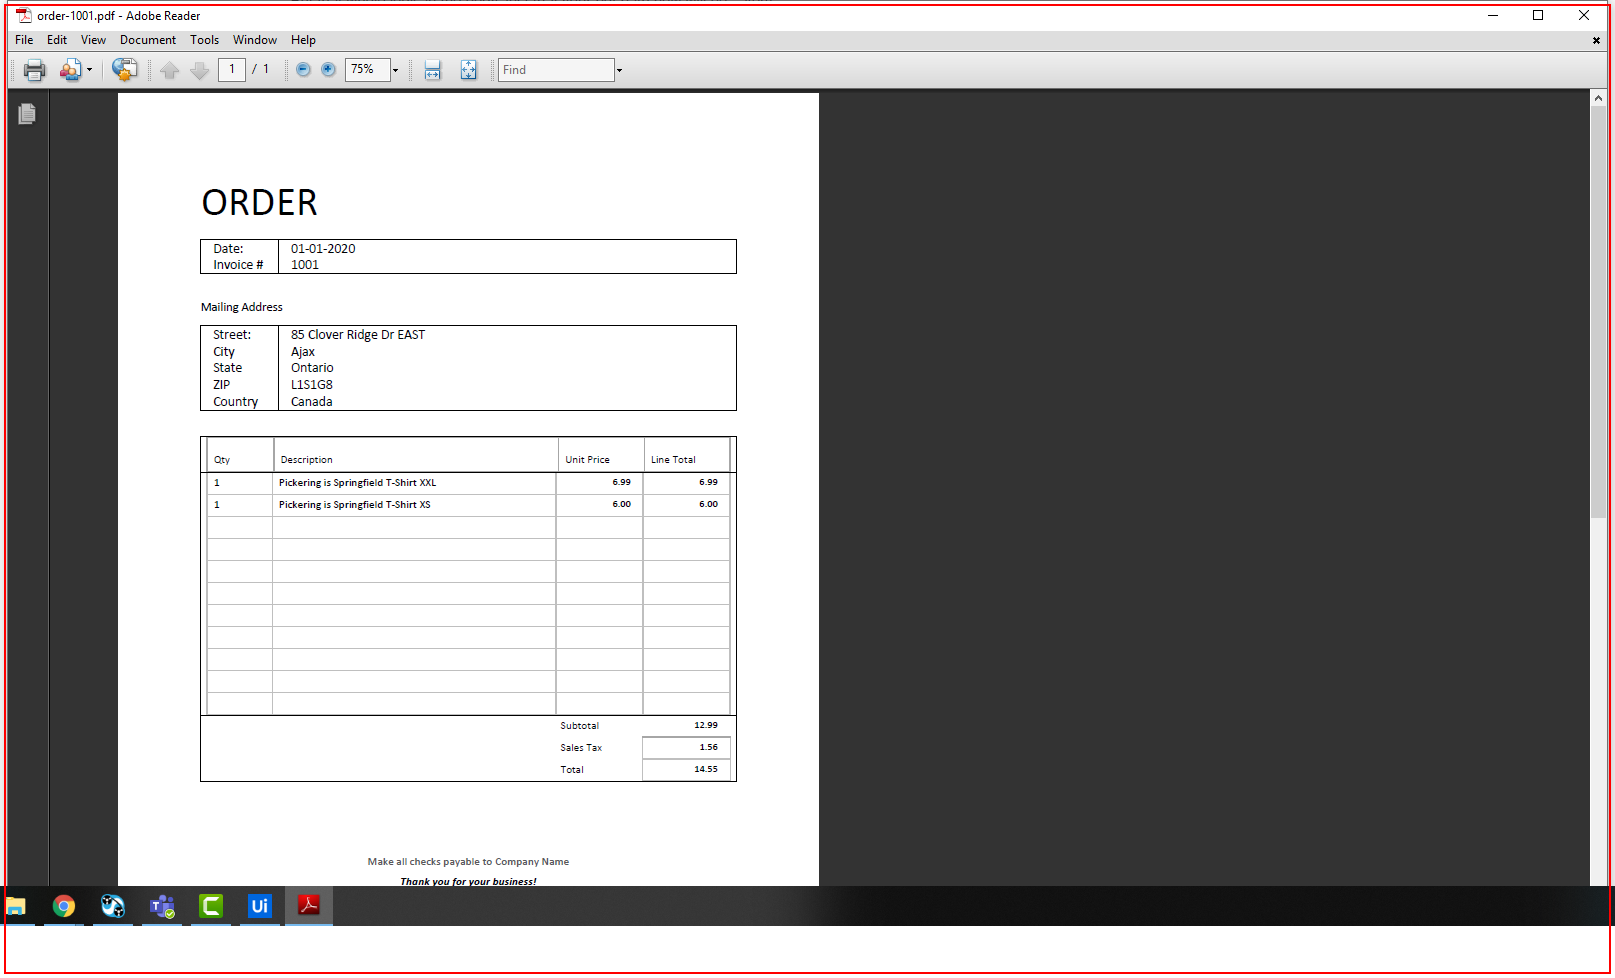 order-1001.pdf - Adobe Reader
File Edit View Document Tools Window Help
1 / 1 75% Find
ORDER
Date: 01-01-2020
Invoice # 1001
Mailing Address
Street: 85 Clover Ridge Dr EAST
City Ajax
State Ontario
ZIP L1S1G8
Country Canada
Qty Description Unit Price Line Total
1 Pickering is Springfield T-Shirt XXL 6.99 6.99
1 Pickering is Springfield T-Shirt XS 6.00 6.00
Subtotal 12.99
Sales Tax 1.56
Total 14.55
Make all checks payable to Company Name
Thank you for your business!
Ui